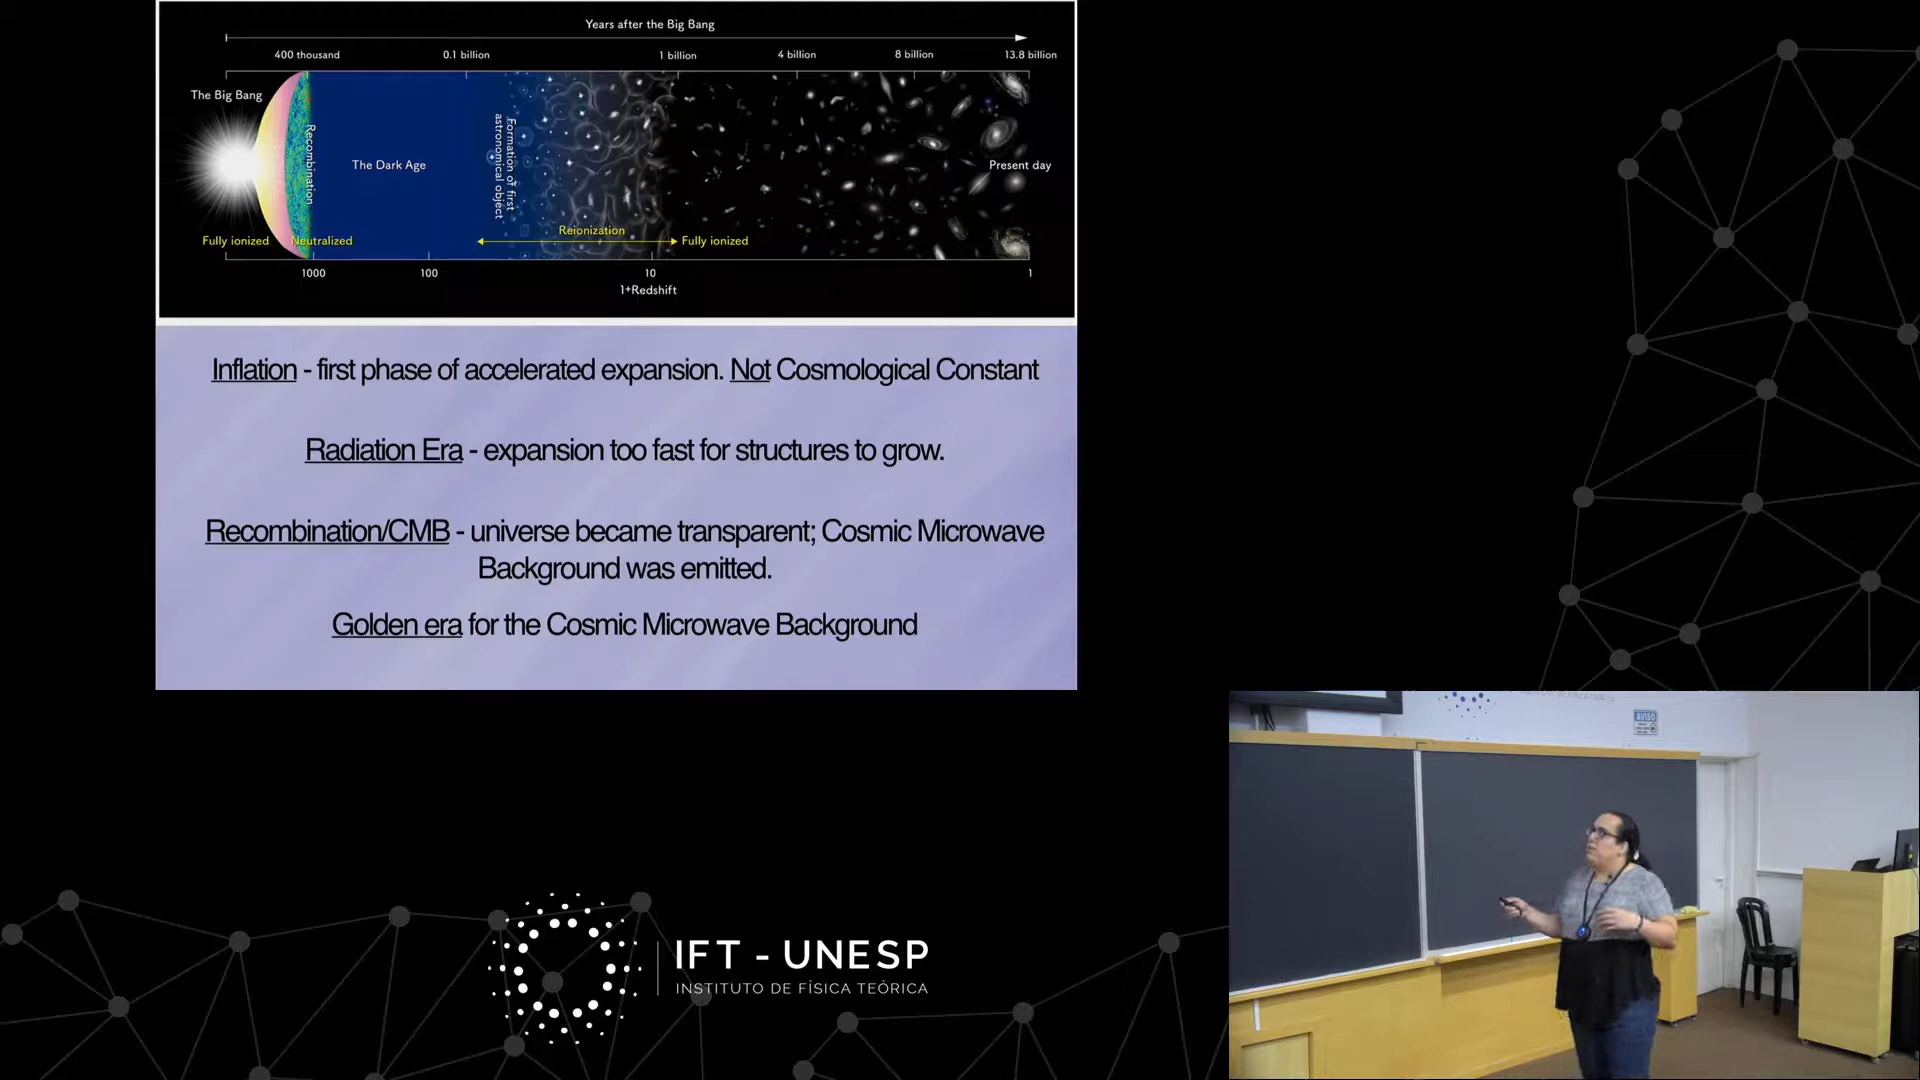 Years after the Big Bang
400 thousand
0.1 billion
1 billion
4 billion
8 billion
13.8 billion
The Big Bang
Recombination
The Dark Age
Formation of first
astronomical object
Present day
Fully ionized
Neutralized
Reionization
Fully ionized
1000
100
10
1
1+Redshift
Inflation - first phase of accelerated expansion. Not Cosmological Constant
Radiation Era - expansion too fast for structures to grow.
Recombination/CMB - universe became transparent; Cosmic Microwave
Background was emitted.
Golden era for the Cosmic Microwave Background
AVISO
IFT - UNESP
INSTITUTO DE FÍSICA TEÓRICA